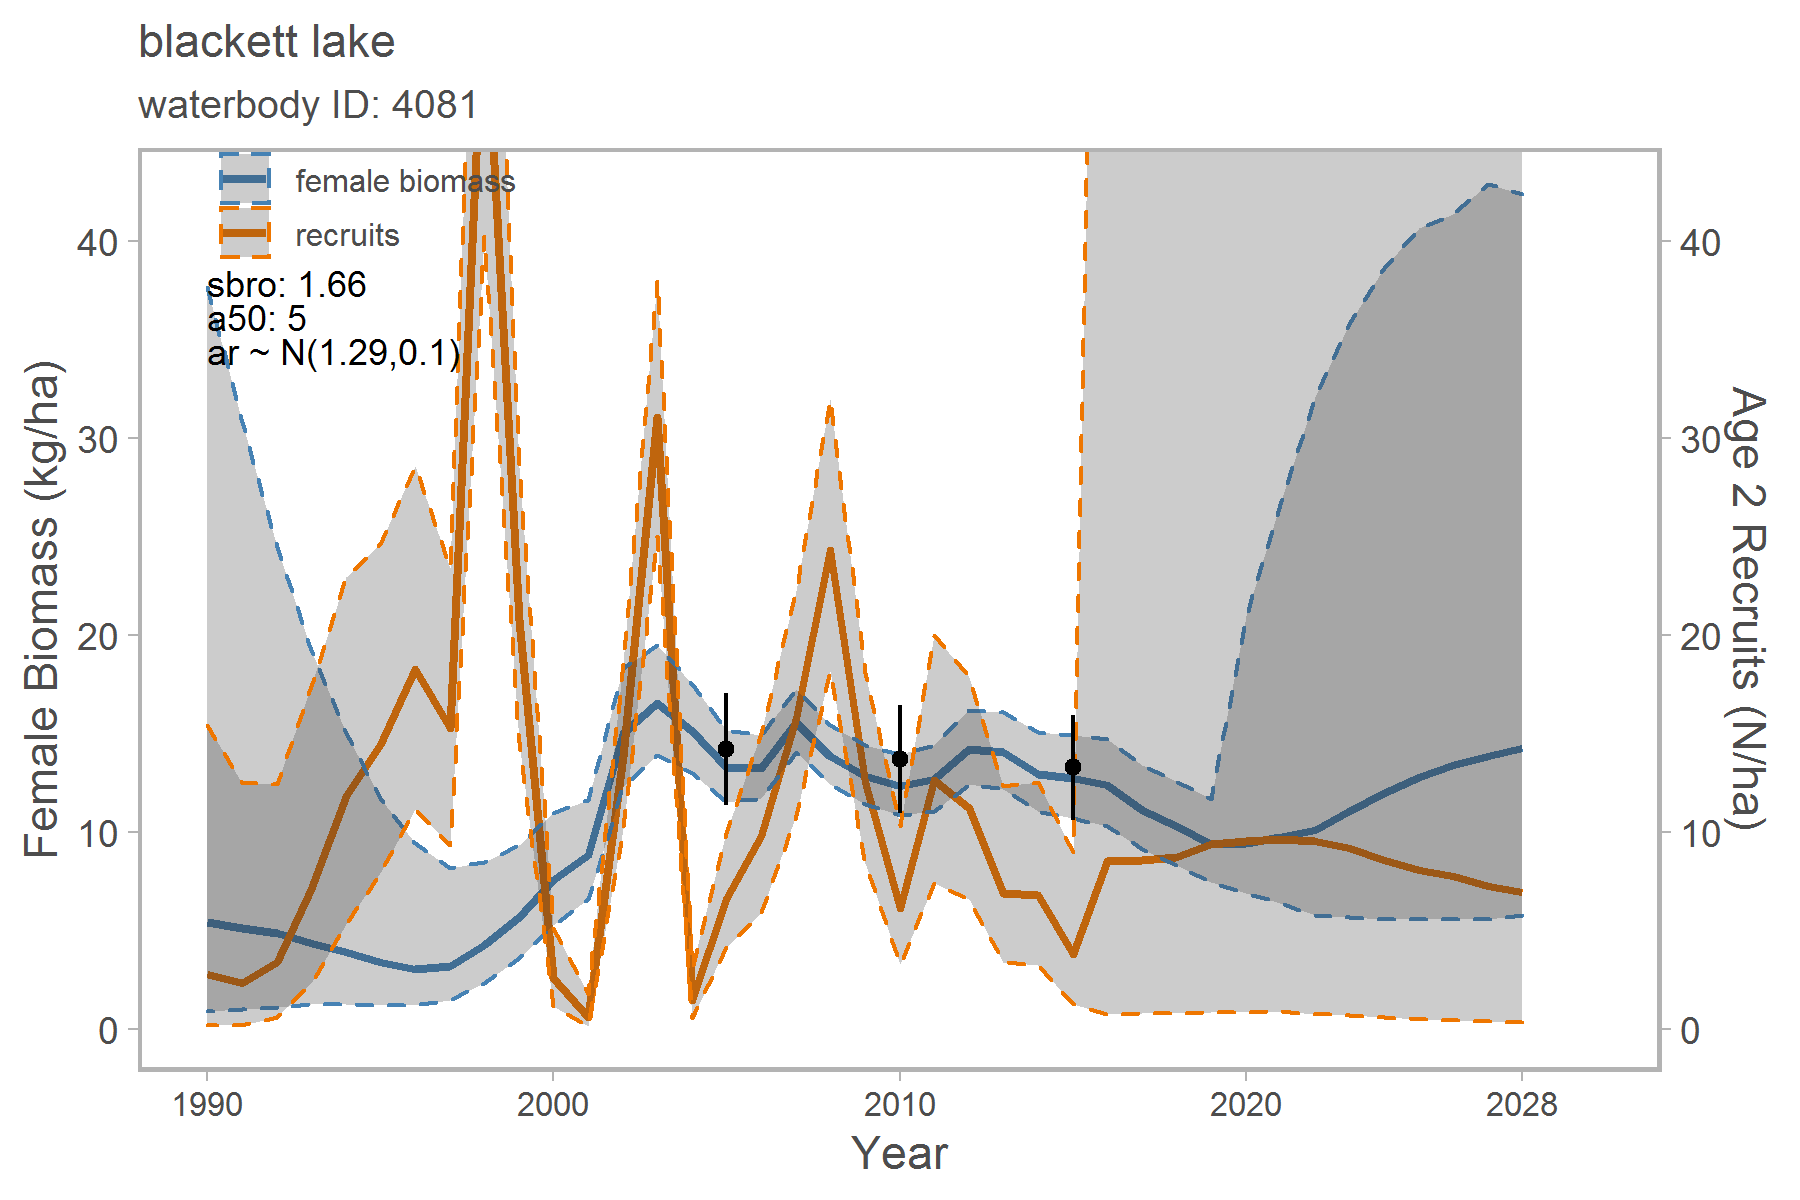 blackett lake
waterbody ID: 4081
female biomass
recruits
sbro: 1.66
a50: 5
ar ~ N(1.29,0.1)
Female Biomass (kg/ha)
40
30
20
10
0
Age 2 Recruits (N/ha)
40
30
20
10
0
1990
2000
2010
2020
2028
Year